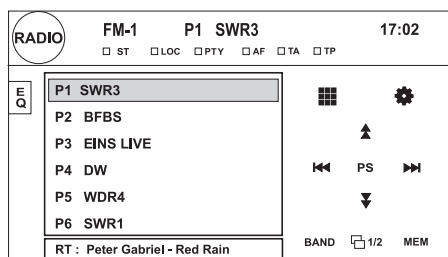 RADIO
FM-1 P1 SWR3 17:02
ST LOC PTY AF TA TP
EQ
P1 SWR3
P2 BFBS
P3 EINS LIVE
P4 DW
P5 WDR4
P6 SWR1
RT : Peter Gabriel - Red Rain
PS
BAND 1/2 MEM